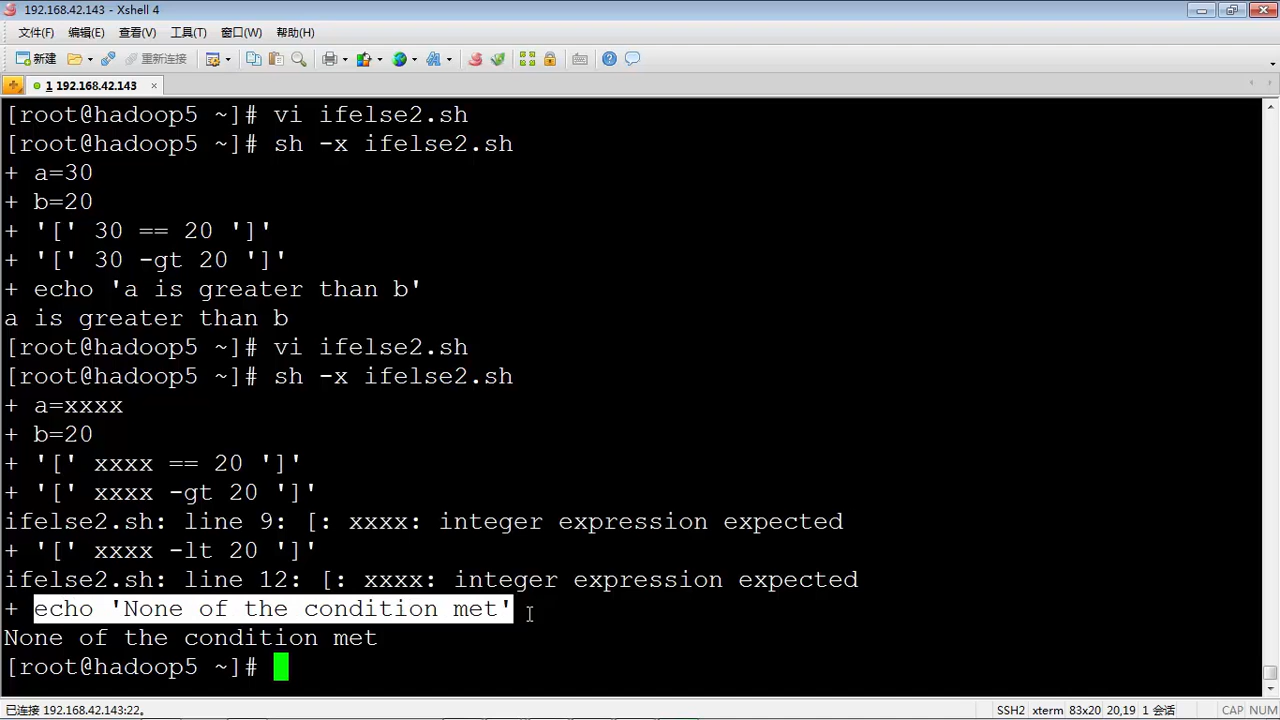 192.168.42.143 - Xshell 4
文件(F) 编辑(E) 查看(V) 工具(T) 窗口(W) 帮助(H)
新建 重新连接
1 192.168.42.143 ×
[root@hadoop5 ~]# vi ifelse2.sh
[root@hadoop5 ~]# sh -x ifelse2.sh
+ a=30
+ b=20
+ '[' 30 == 20 ']'
+ '[' 30 -gt 20 ']'
+ echo 'a is greater than b'
a is greater than b
[root@hadoop5 ~]# vi ifelse2.sh
[root@hadoop5 ~]# sh -x ifelse2.sh
+ a=xxxx
+ b=20
+ '[' xxxx == 20 ']'
+ '[' xxxx -gt 20 ']'
ifelse2.sh: line 9: [: xxxx: integer expression expected
+ '[' xxxx -lt 20 ']'
ifelse2.sh: line 12: [: xxxx: integer expression expected
+ echo 'None of the condition met'
None of the condition met
[root@hadoop5 ~]#
已连接 192.168.42.143:22。 SSH2 xterm 83x20 20,19 1 会话 CAP NUM